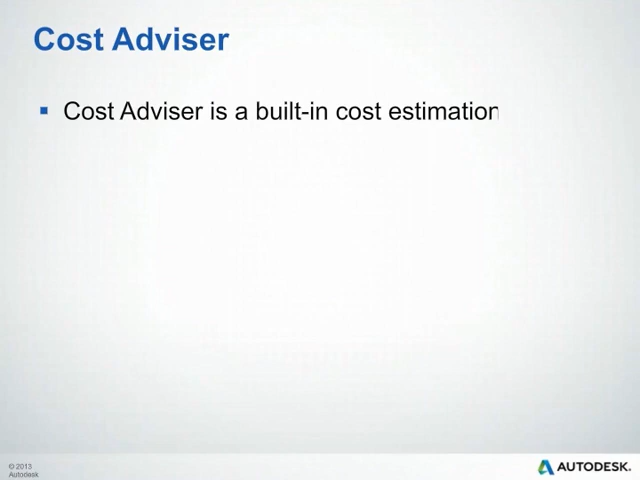 Cost Adviser
▪ Cost Adviser is a built-in cost estimation
© 2013
Autodesk
AUTODESK.